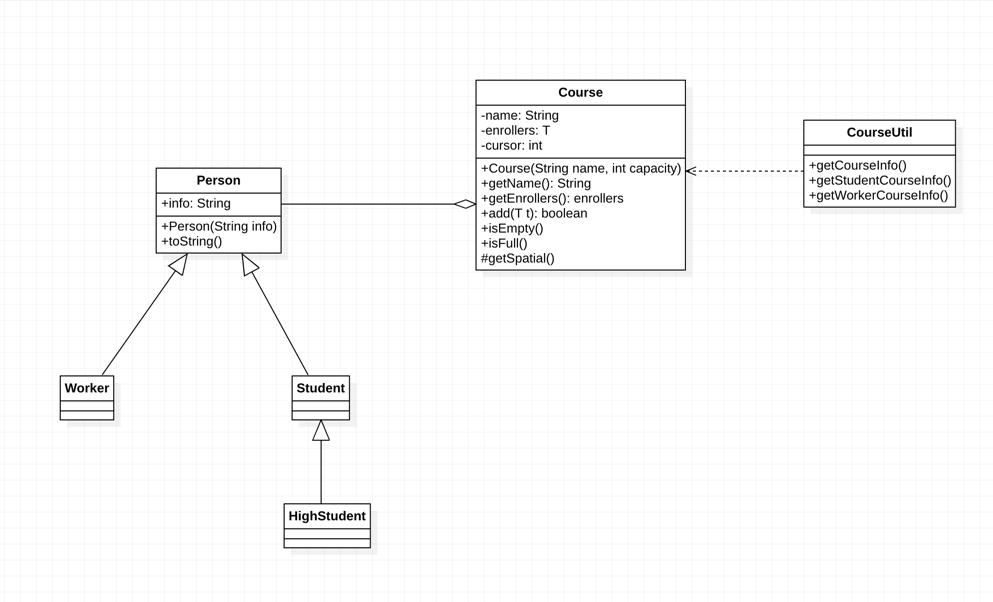 Course
-name: String
-enrollers: T
-cursor: int
+Course(String name, int capacity)
+getName(): String
+getEnrollers(): enrollers
+add(T t): boolean
+isEmpty()
+isFull()
#getSpatial()
CourseUtil
+getCourseInfo()
+getStudentCourseInfo()
+getWorkerCourseInfo()
Person
+info: String
+Person(String info)
+toString()
Worker
Student
HighStudent